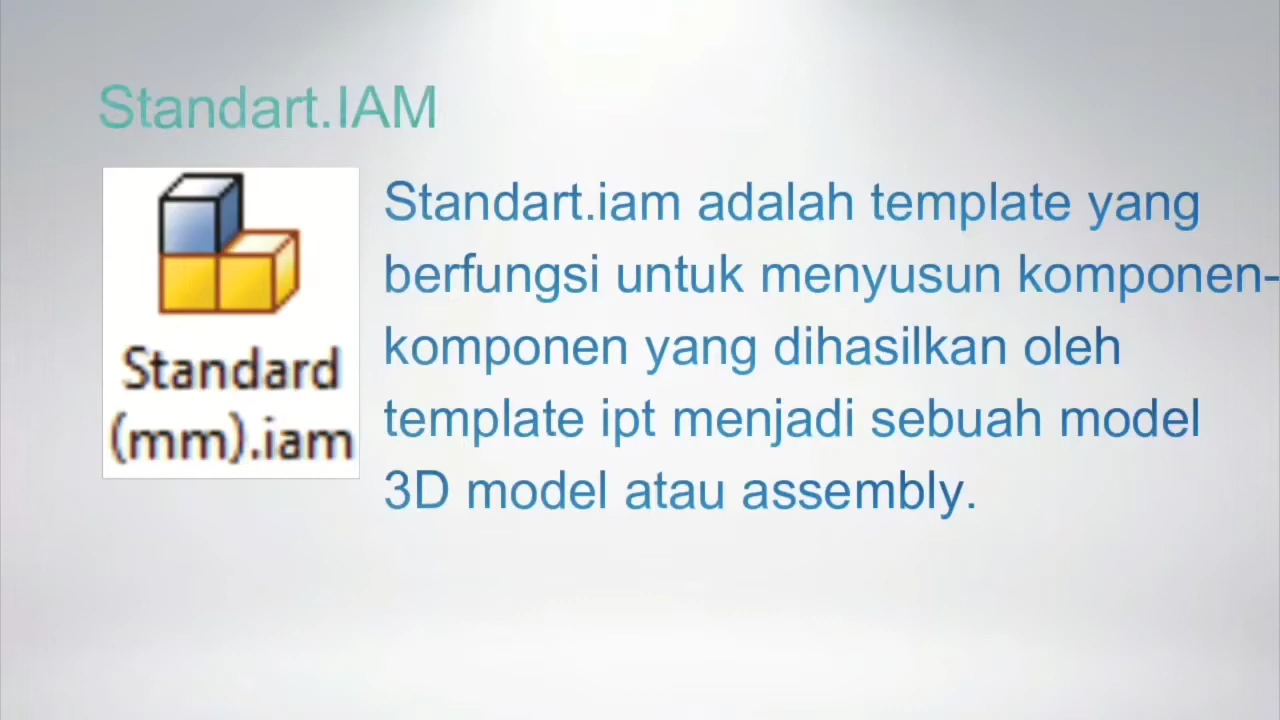 Standart.IAM
Standard
(mm).iam
Standart.iam adalah template yang
berfungsi untuk menyusun komponen-
komponen yang dihasilkan oleh
template ipt menjadi sebuah model
3D model atau assembly.